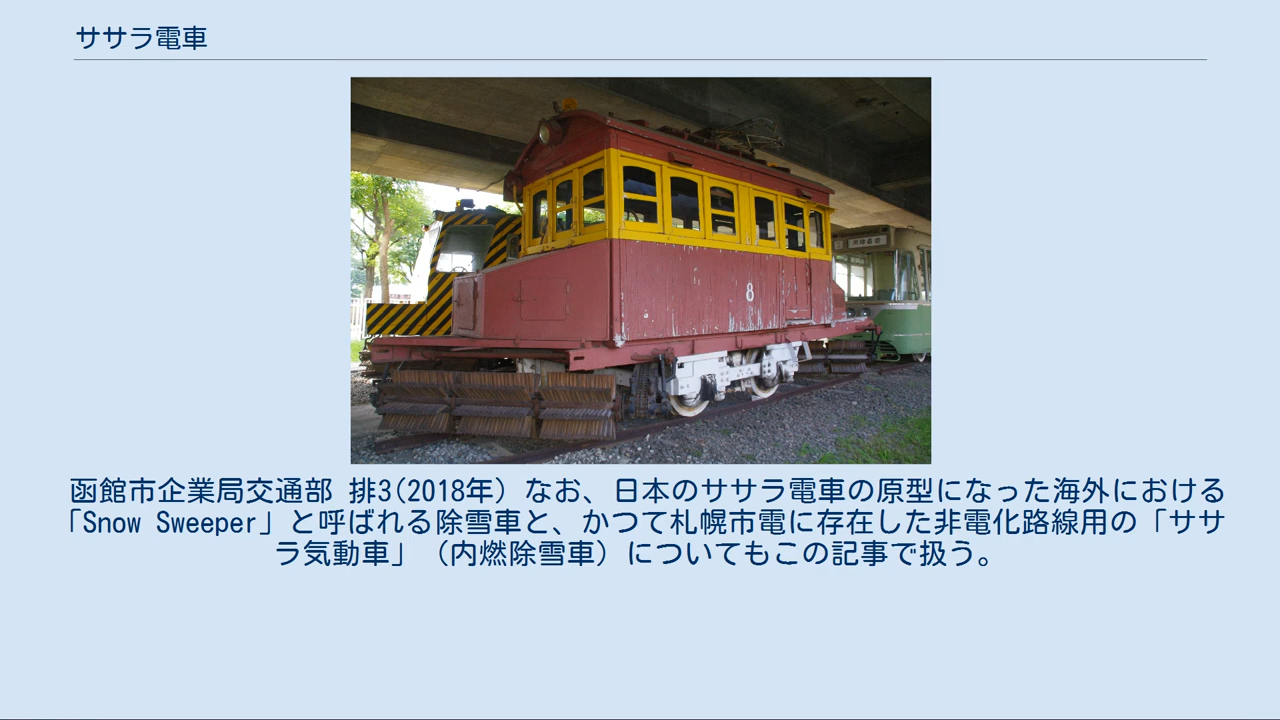 ササラ電車
8
函館市企業局交通部 排3(2018年) なお、日本のササラ電車の原型になった海外における
「Snow Sweeper」と呼ばれる除雪車と、かつて札幌市電に存在した非電化路線用の「ササ
ラ気動車」（内燃除雪車）についてもこの記事で扱う。